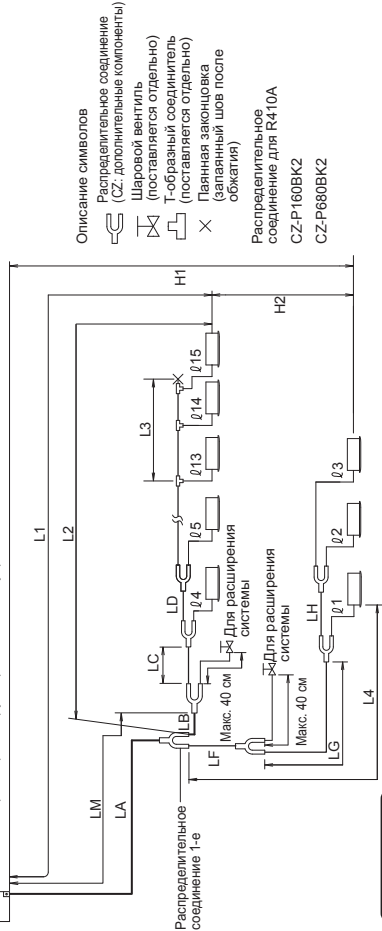 Описание символов
Распределительное соединение
(CZ: дополнительные компоненты)
Шаровой вентиль
(поставляется отдельно)
Т-образный соединитель
(поставляется отдельно)
Паянная законцовка
(запаянный шов после
обжатия)
Распределительное
соединение для R410A
CZ-P160BK2
CZ-P680BK2
H1
H2
L1
L2
L3
LM
LA
LB
LC
LD
ℓ4
ℓ5
ℓ13
ℓ14
ℓ15
Для расширения
системы
Макс. 40 см
LF
Для расширения
системы
Макс. 40 см
LG
LH
ℓ1
ℓ2
ℓ3
L4
Распределительное
соединение 1-е